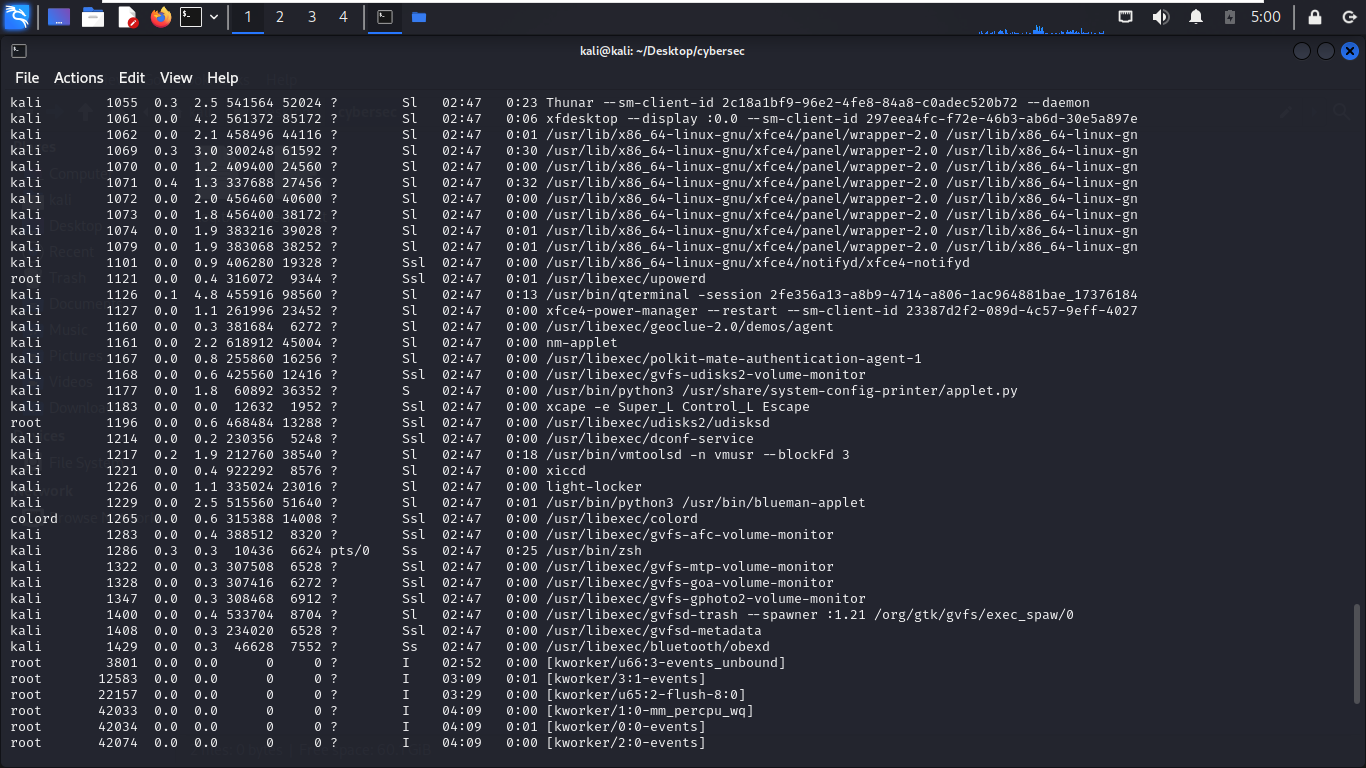 1 2 3 4 5:00
kali@kali: ~/Desktop/cybersec
File Actions Edit View Help
kali 1055 0.3 2.5 541564 52024 ? Sl 02:47 0:23 Thunar --sm-client-id 2c18a1bf9-96e2-4fe8-84a8-c0adec520b72 --daemon
kali 1061 0.0 4.2 561372 85172 ? Sl 02:47 0:06 xfdesktop --display :0.0 --sm-client-id 297eea4fc-f72e-46b3-ab6d-30e5a897e
kali 1062 0.0 2.1 458496 44116 ? Sl 02:47 0:01 /usr/lib/x86_64-linux-gnu/xfce4/panel/wrapper-2.0 /usr/lib/x86_64-linux-gn
kali 1069 0.3 3.0 300248 61592 ? Sl 02:47 0:30 /usr/lib/x86_64-linux-gnu/xfce4/panel/wrapper-2.0 /usr/lib/x86_64-linux-gn
kali 1070 0.0 1.2 409400 24560 ? Sl 02:47 0:00 /usr/lib/x86_64-linux-gnu/xfce4/panel/wrapper-2.0 /usr/lib/x86_64-linux-gn
kali 1071 0.4 1.3 337688 27456 ? Sl 02:47 0:32 /usr/lib/x86_64-linux-gnu/xfce4/panel/wrapper-2.0 /usr/lib/x86_64-linux-gn
kali 1072 0.0 2.0 456460 40600 ? Sl 02:47 0:00 /usr/lib/x86_64-linux-gnu/xfce4/panel/wrapper-2.0 /usr/lib/x86_64-linux-gn
kali 1073 0.0 1.8 456400 38172 ? Sl 02:47 0:00 /usr/lib/x86_64-linux-gnu/xfce4/panel/wrapper-2.0 /usr/lib/x86_64-linux-gn
kali 1074 0.0 1.9 383216 39028 ? Sl 02:47 0:01 /usr/lib/x86_64-linux-gnu/xfce4/panel/wrapper-2.0 /usr/lib/x86_64-linux-gn
kali 1079 0.0 1.9 383068 38252 ? Sl 02:47 0:01 /usr/lib/x86_64-linux-gnu/xfce4/panel/wrapper-2.0 /usr/lib/x86_64-linux-gn
kali 1101 0.0 0.9 406280 19328 ? Ssl 02:47 0:00 /usr/lib/x86_64-linux-gnu/xfce4/notifyd/xfce4-notifyd
root 1121 0.0 0.4 316072 9344 ? Ssl 02:47 0:01 /usr/libexec/upowerd
kali 1126 0.1 4.8 455916 98560 ? Sl 02:47 0:13 /usr/bin/qterminal -session 2fe356a13-a8b9-4714-a806-1ac964881bae_17376184
kali 1127 0.0 1.1 261996 23452 ? Sl 02:47 0:00 xfce4-power-manager --restart --sm-client-id 23387d2f2-089d-4c57-9eff-4027
kali 1160 0.0 0.3 381684 6272 ? Sl 02:47 0:00 /usr/libexec/geoclue-2.0/demos/agent
kali 1161 0.0 2.2 618912 45004 ? Sl 02:47 0:00 nm-applet
kali 1167 0.0 0.8 255860 16256 ? Sl 02:47 0:00 /usr/libexec/polkit-mate-authentication-agent-1
kali 1168 0.0 0.6 425560 12416 ? Ssl 02:47 0:00 /usr/libexec/gvfs-udisks2-volume-monitor
kali 1177 0.0 1.8 60892 36352 ? S 02:47 0:00 /usr/bin/python3 /usr/share/system-config-printer/applet.py
kali 1183 0.0 0.0 12632 1952 ? Ssl 02:47 0:00 xcape -e Super_L Control_L Escape
root 1196 0.0 0.6 468484 13288 ? Ssl 02:47 0:00 /usr/libexec/udisks2/udisksd
kali 1214 0.0 0.2 230356 5248 ? Ssl 02:47 0:00 /usr/libexec/dconf-service
kali 1217 0.2 1.9 212760 38540 ? Sl 02:47 0:18 /usr/bin/vmtoolsd -n vmusr --blockFd 3
kali 1221 0.0 0.4 922292 8576 ? Sl 02:47 0:00 xiccd
kali 1226 0.0 1.1 335024 23016 ? Sl 02:47 0:00 light-locker
kali 1229 0.0 2.5 515560 51640 ? Sl 02:47 0:01 /usr/bin/python3 /usr/bin/blueman-applet
colord 1265 0.0 0.6 315388 14008 ? Ssl 02:47 0:00 /usr/libexec/colord
kali 1283 0.0 0.4 388512 8320 ? Ssl 02:47 0:00 /usr/libexec/gvfs-afc-volume-monitor
kali 1286 0.3 0.3 10436 6624 pts/0 Ss 02:47 0:25 /usr/bin/zsh
kali 1322 0.0 0.3 307508 6528 ? Ssl 02:47 0:00 /usr/libexec/gvfs-mtp-volume-monitor
kali 1328 0.0 0.3 307416 6272 ? Ssl 02:47 0:00 /usr/libexec/gvfs-goa-volume-monitor
kali 1347 0.0 0.3 308468 6912 ? Ssl 02:47 0:00 /usr/libexec/gvfs-gphoto2-volume-monitor
kali 1400 0.0 0.4 533704 8704 ? Sl 02:47 0:00 /usr/libexec/gvfsd-trash --spawner :1.21 /org/gtk/gvfs/exec_spaw/0
kali 1408 0.0 0.3 234020 6528 ? Ssl 02:47 0:00 /usr/libexec/gvfsd-metadata
kali 1429 0.0 0.3 46628 7552 ? Ss 02:47 0:00 /usr/libexec/bluetooth/obexd
root 3801 0.0 0.0 0 0 ? I 02:52 0:00 [kworker/u66:3-events_unbound]
root 12583 0.0 0.0 0 0 ? I 03:09 0:01 [kworker/3:1-events]
root 22157 0.0 0.0 0 0 ? I 03:29 0:00 [kworker/u65:2-flush-8:0]
root 42033 0.0 0.0 0 0 ? I 04:09 0:00 [kworker/1:0-mm_percpu_wq]
root 42034 0.0 0.0 0 0 ? I 04:09 0:01 [kworker/0:0-events]
root 42074 0.0 0.0 0 0 ? I 04:09 0:00 [kworker/2:0-events]